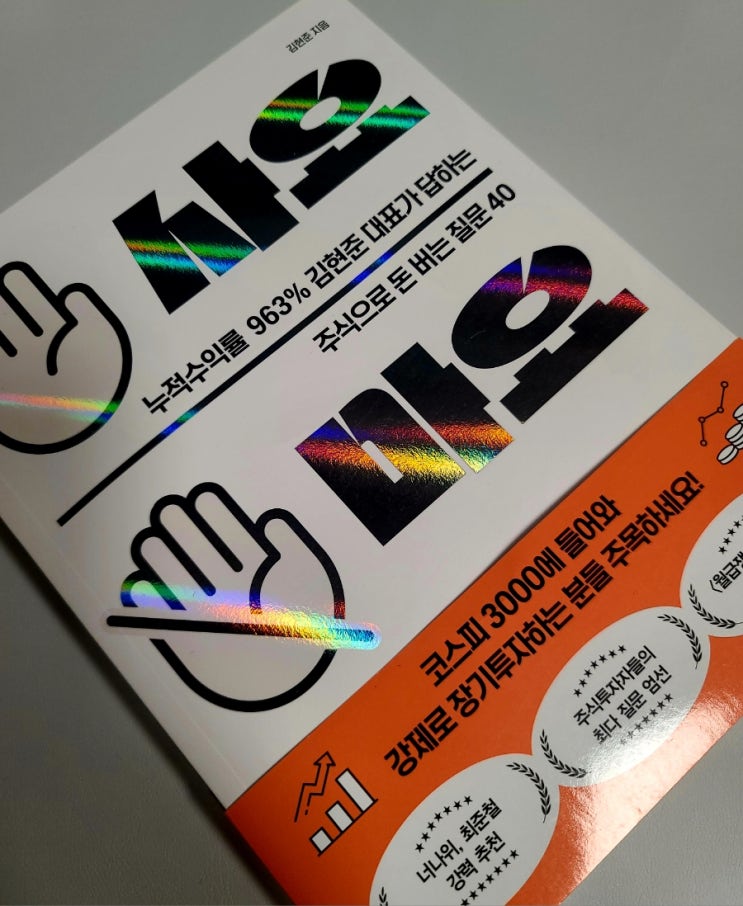 김현준 지음
사요
누적수익률 963% 김현준 대표가 답하는
주식으로 돈 버는 질문 40
마요
코스피 3000에 들어와
강제로 장기투자하는 분들 주목하세요!
너나위, 최준철
강력 추천
주식투자자들의
최다 질문 엄선